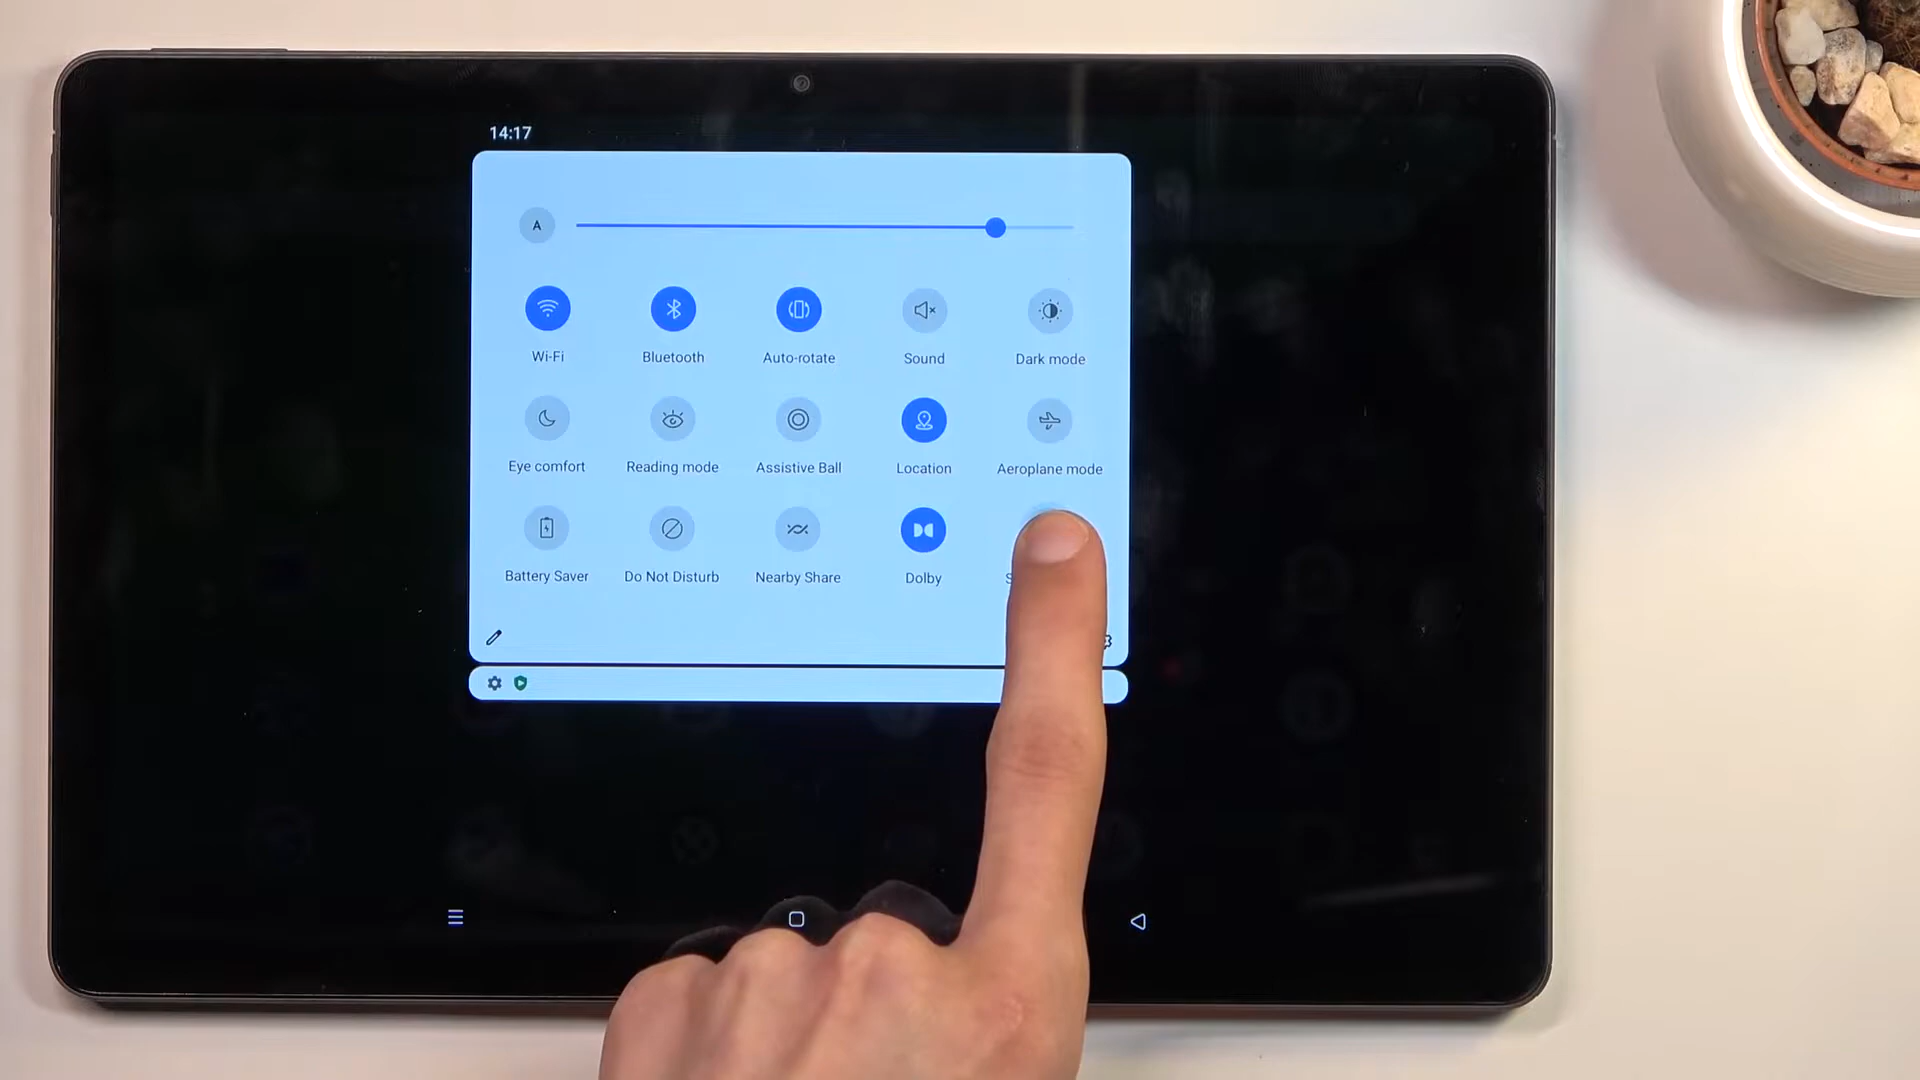 14:17
A
Wi-Fi Bluetooth Auto-rotate Sound Dark mode
Eye comfort Reading mode Assistive Ball Location Aeroplane mode
Battery Saver Do Not Disturb Nearby Share Dolby